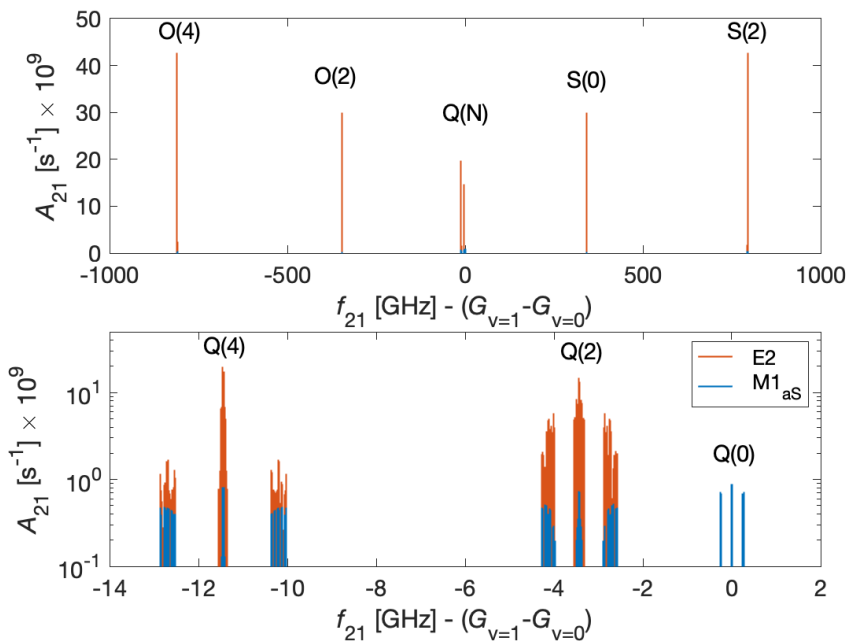 50
40
30
20
10
0
A21 [s-1] × 10^9
O(4)
O(2)
Q(N)
S(0)
S(2)
-1000
-500
0
500
1000
f21 [GHz] - (Gv=1-Gv=0)
10^1
10^0
10^-1
A21 [s-1] × 10^9
Q(4)
Q(2)
Q(0)
E2
M1aS
-14
-12
-10
-8
-6
-4
-2
0
2
f21 [GHz] - (Gv=1-Gv=0)